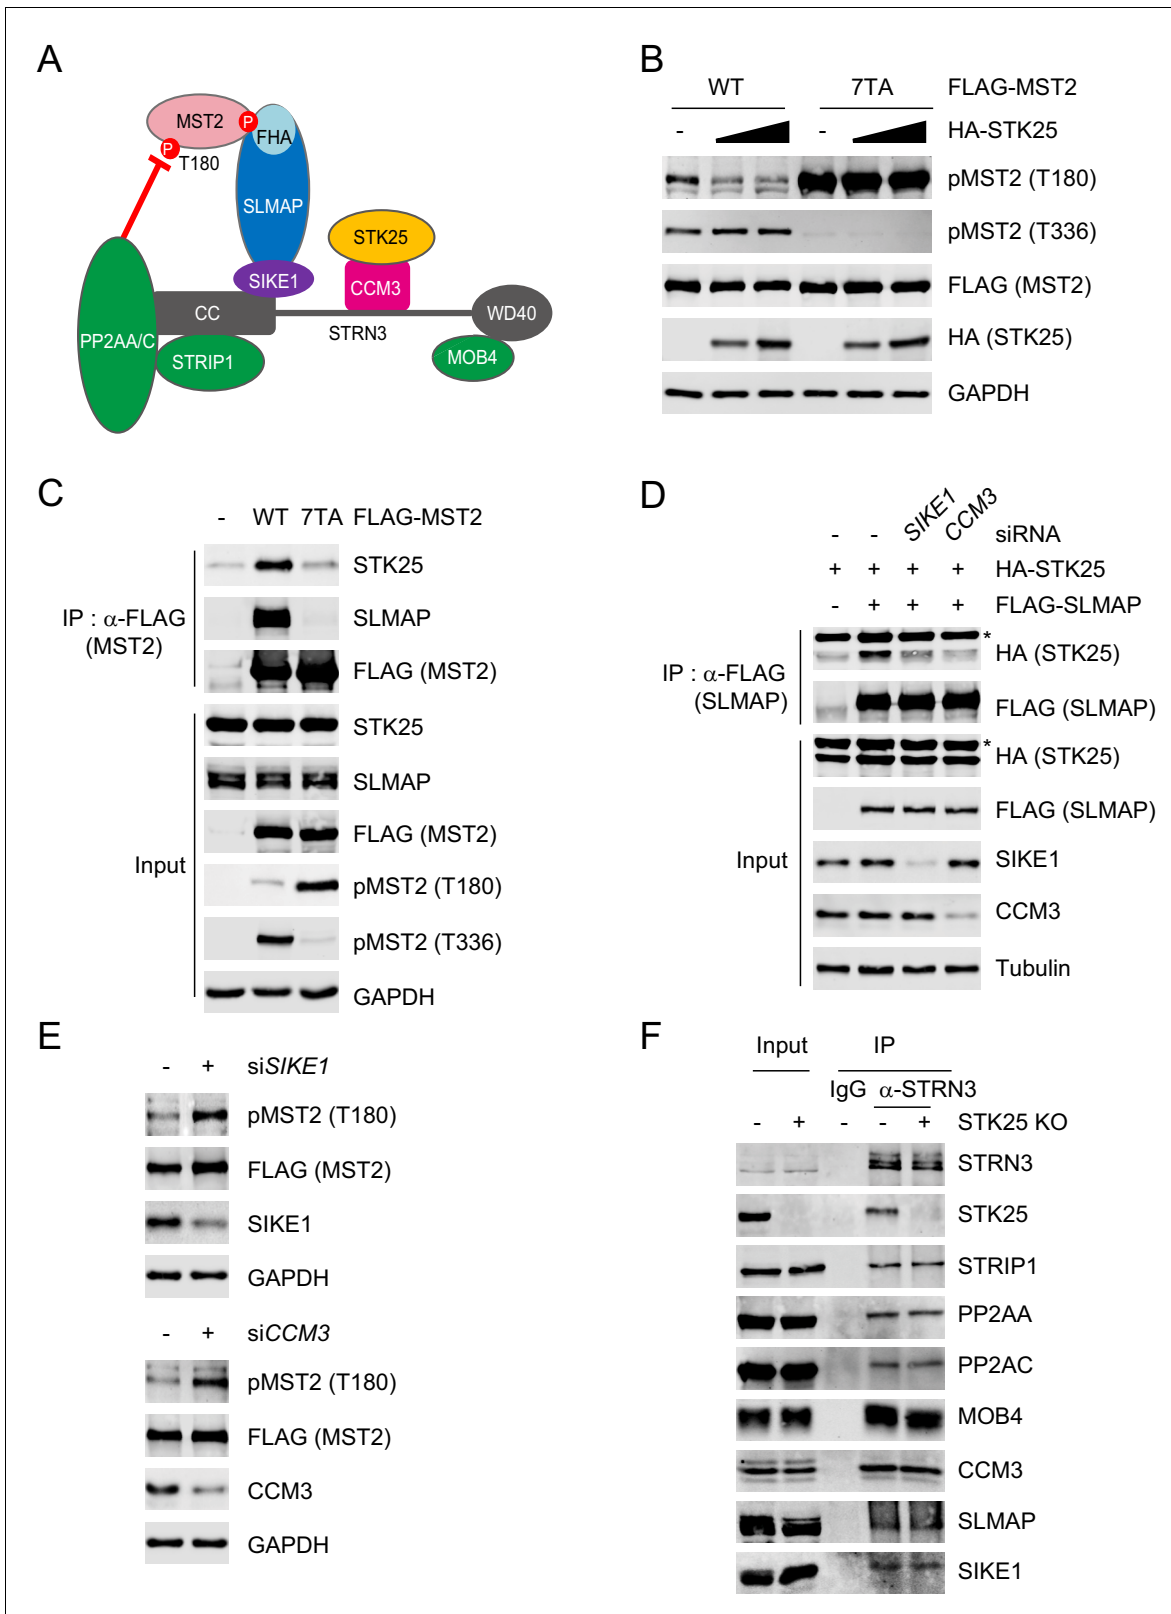 A
MST2
P
FHA
P
T180
SLMAP
STK25
SIKE1
CCM3
CC
WD40
PP2AA/C
STRN3
STRIP1
MOB4
B
WT 7TA FLAG-MST2
- - HA-STK25
pMST2 (T180)
pMST2 (T336)
FLAG (MST2)
HA (STK25)
GAPDH
C
- WT 7TA FLAG-MST2
IP : α-FLAG
(MST2)
STK25
SLMAP
FLAG (MST2)
Input
STK25
SLMAP
FLAG (MST2)
pMST2 (T180)
pMST2 (T336)
GAPDH
D
- - SIKE1 CCM3 siRNA
+ + + + HA-STK25
- + + + FLAG-SLMAP
IP : α-FLAG
(SLMAP)
* HA (STK25)
FLAG (SLMAP)
Input
* HA (STK25)
FLAG (SLMAP)
SIKE1
CCM3
Tubulin
E
- + siSIKE1
pMST2 (T180)
FLAG (MST2)
SIKE1
GAPDH
- + siCCM3
pMST2 (T180)
FLAG (MST2)
CCM3
GAPDH
F
Input IP
IgG α-STRN3
- + - - + STK25 KO
STRN3
STK25
STRIP1
PP2AA
PP2AC
MOB4
CCM3
SLMAP
SIKE1